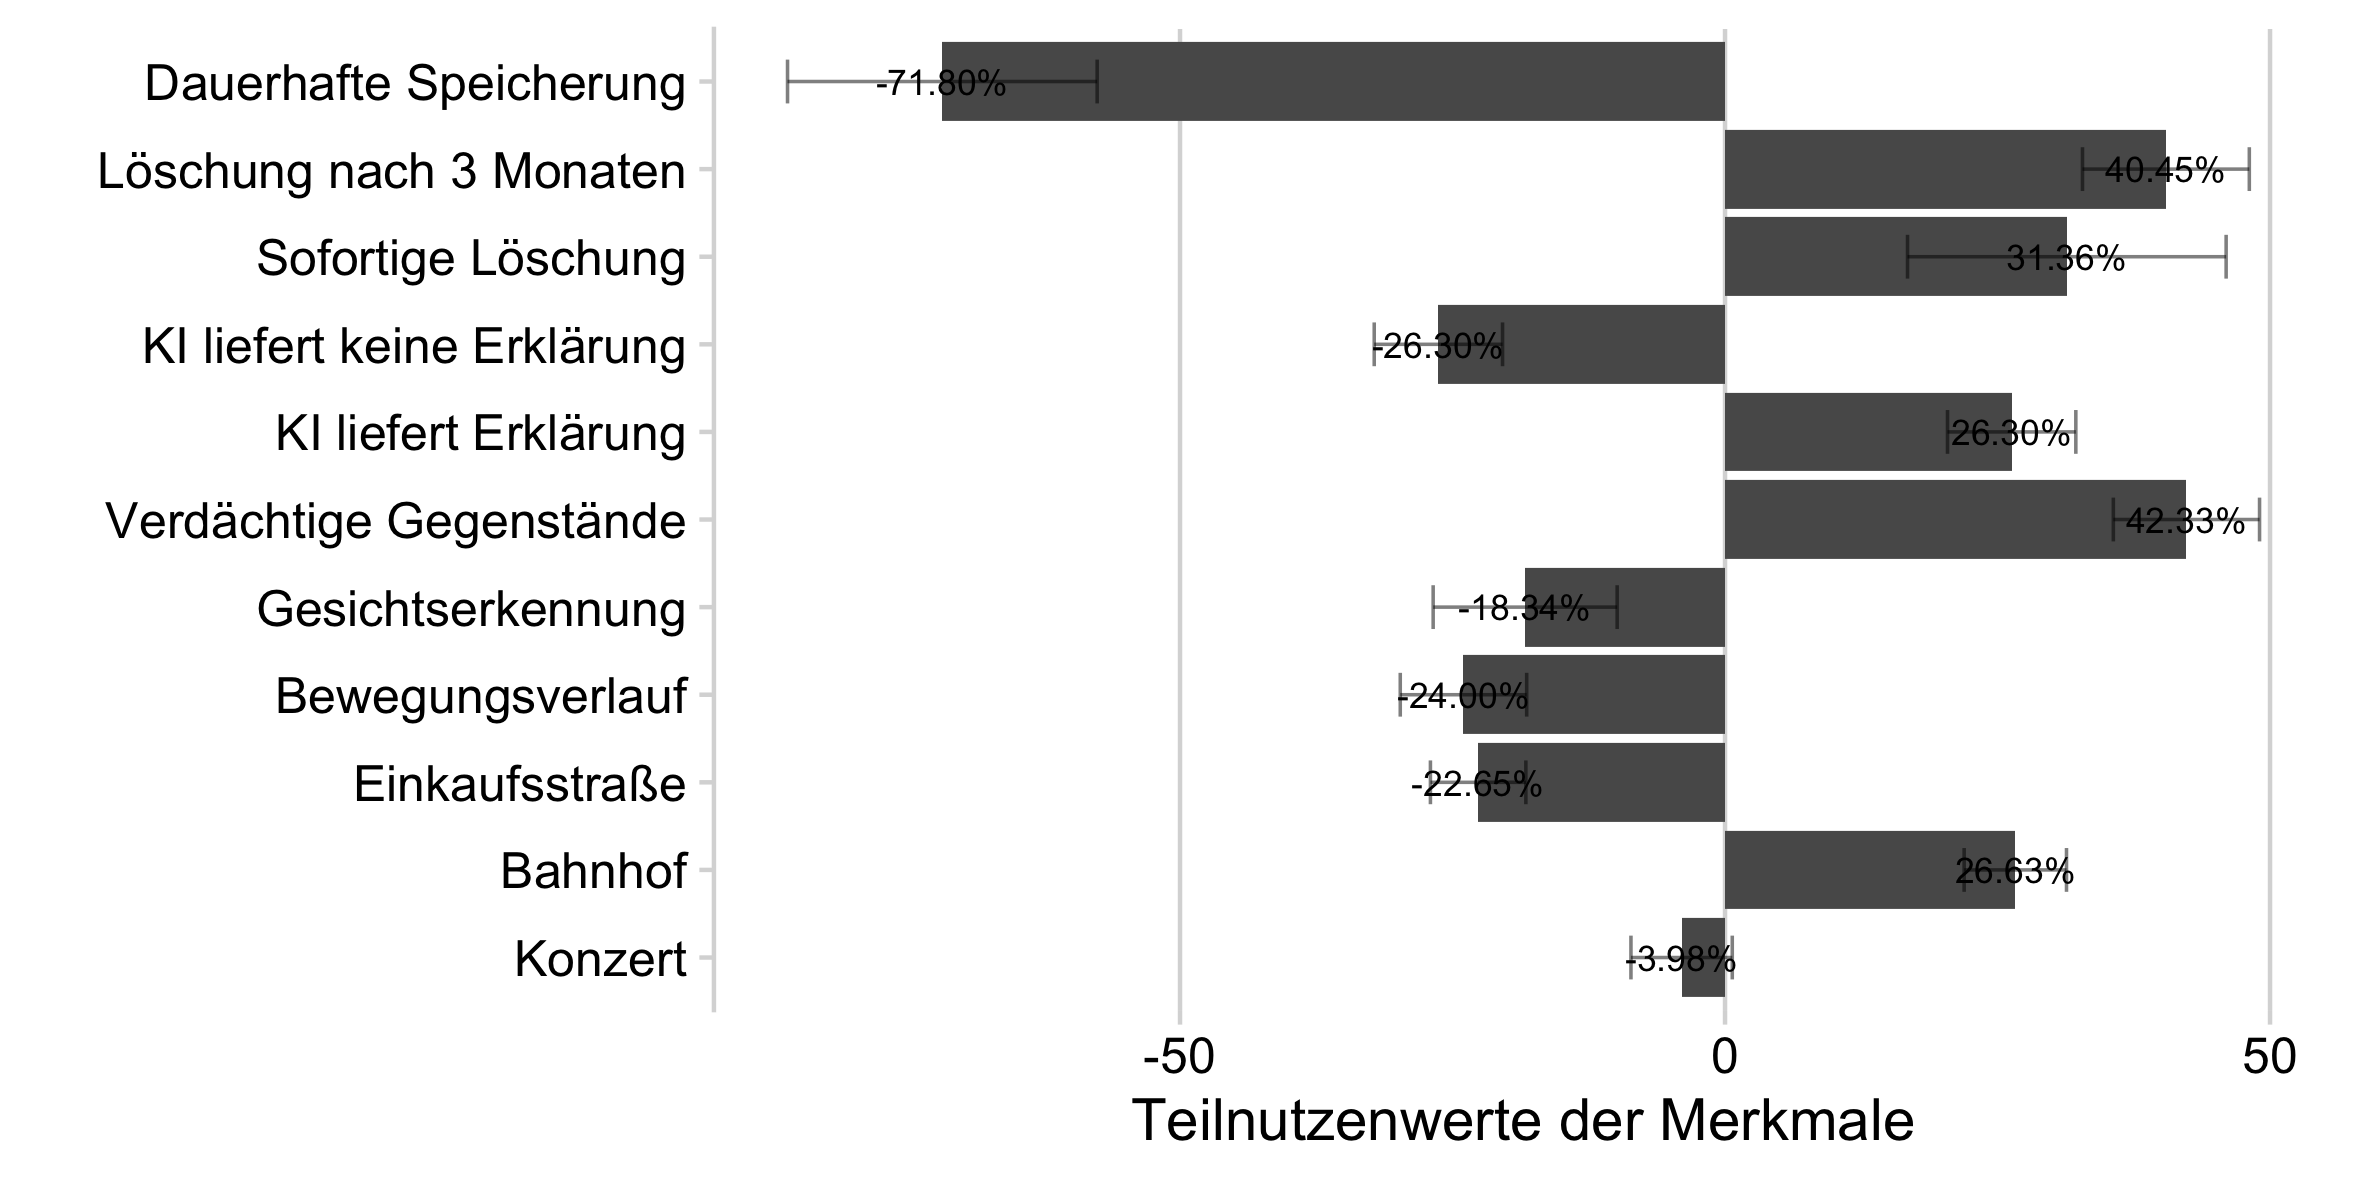 Dauerhafte Speicherung -71.80%
Löschung nach 3 Monaten 40.45%
Sofortige Löschung 31.36%
KI liefert keine Erklärung -26.30%
KI liefert Erklärung 26.30%
Verdächtige Gegenstände 42.33%
Gesichtserkennung -18.34%
Bewegungsverlauf -24.00%
Einkaufsstraße -22.65%
Bahnhof 26.63%
Konzert -3.98%
-50 0 50
Teilnutzenwerte der Merkmale